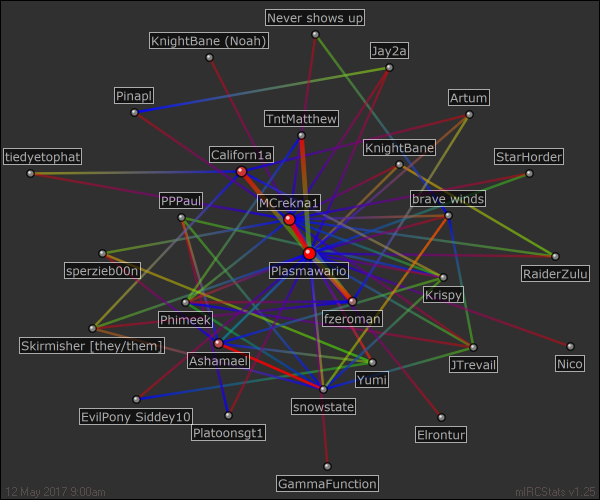 Never shows up
KnightBane (Noah)
Jay2a
Pinapl
Artum
TntMatthew
Californ1a
KnightBane
tiedyetophat
StarHorder
PPPaul
MCrekna1
brave winds
sperzieb00n
Plasmawario
RaiderZulu
Krispy
Phimeek
fzeroman
Skirmisher [they/them]
Ashamael
JTrevail
Nico
Yumi
snowstate
EvilPony Siddey10
Platoonsgt1
Elrontur
GammaFunction
12 May 2017 9:00am
mIRCStats v1.25